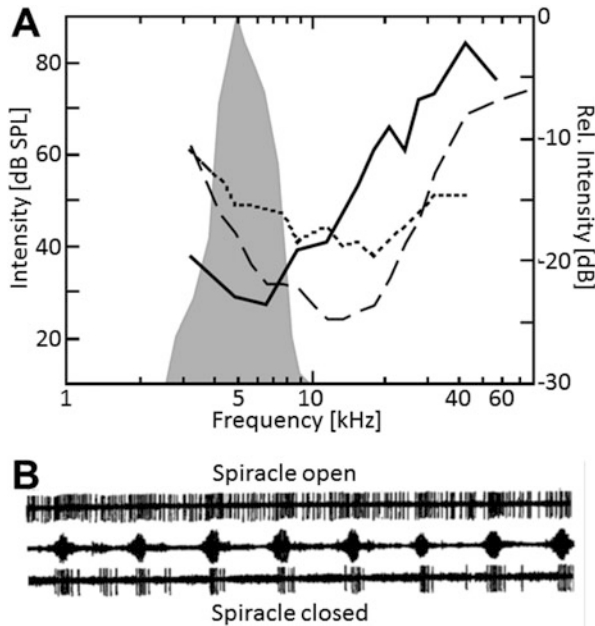 A
0
80
60
40
20
Intensity [dB SPL]
-10
-20
-30
Rel. Intensity [dB]
1
5
10
40
60
Frequency [kHz]
B
Spiracle open
Spiracle closed